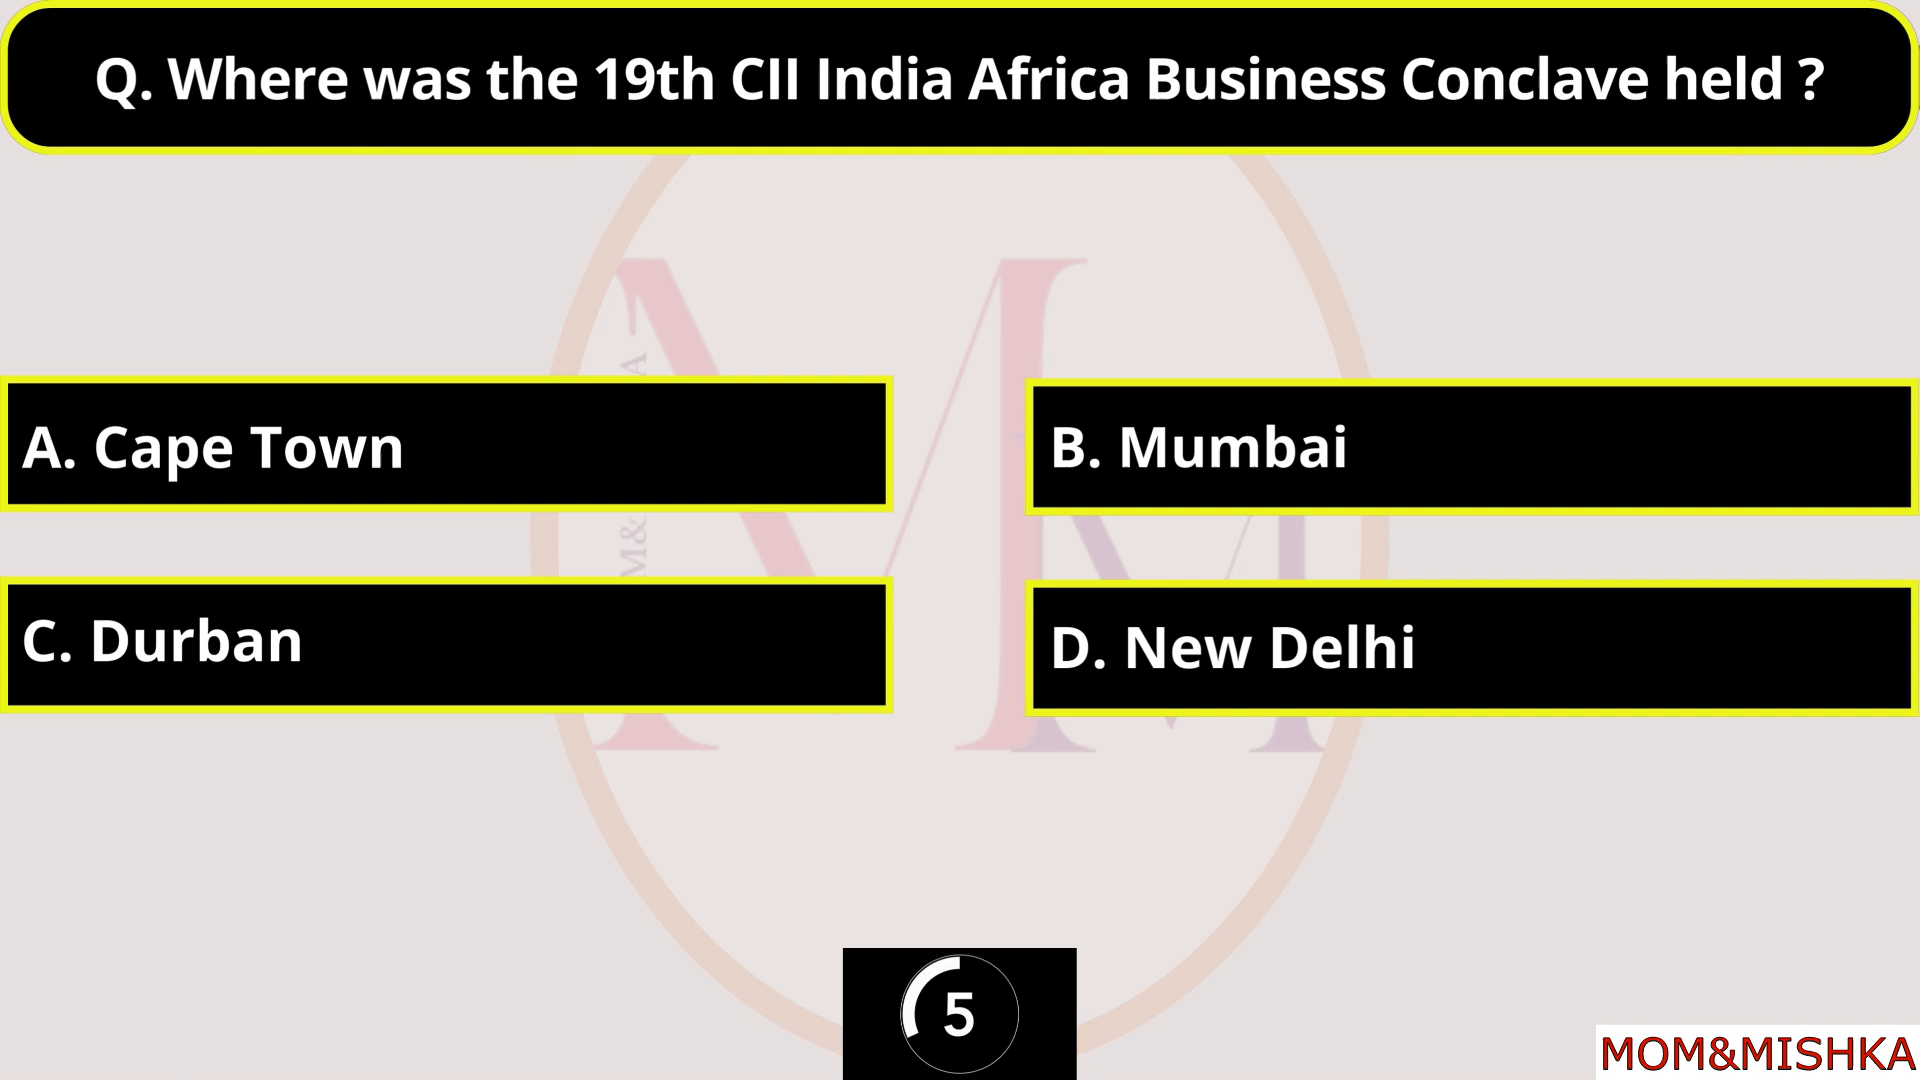 Q. Where was the 19th CII India Africa Business Conclave held ?
A. Cape Town
B. Mumbai
C. Durban
D. New Delhi
M&
A
5
MOM&MISHKA